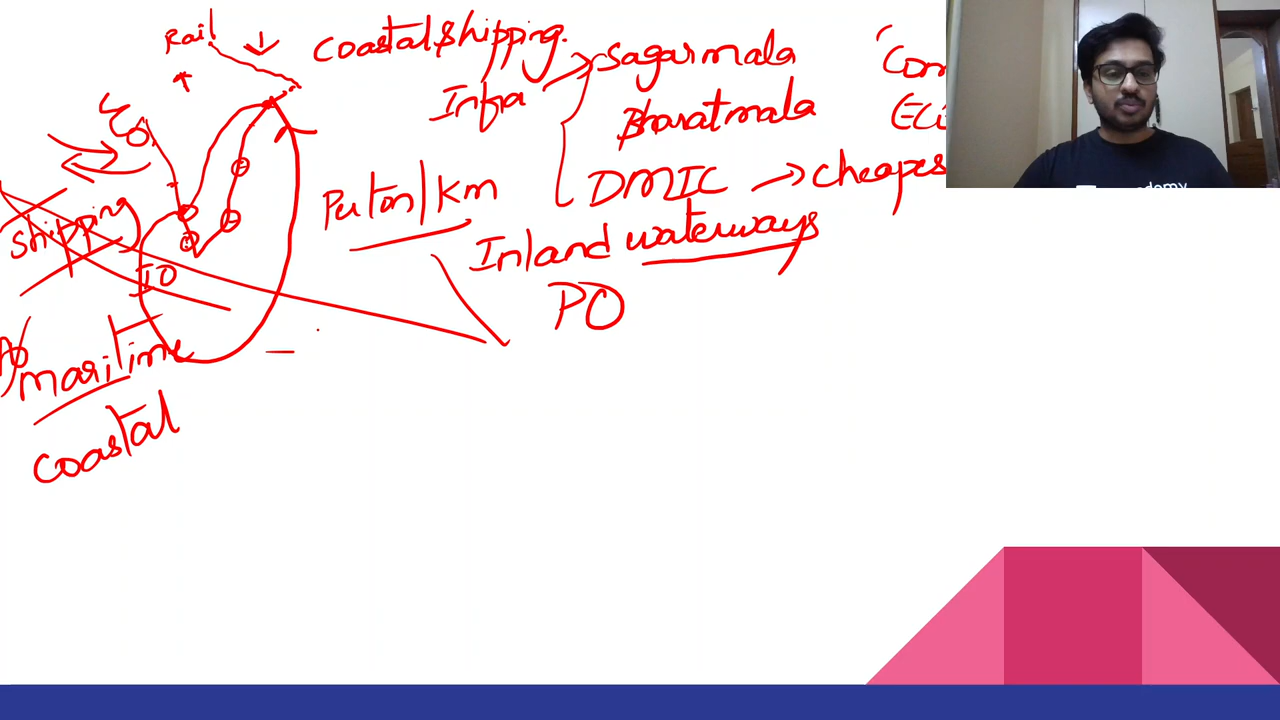 Rail
coastal shipping.
Infra
Sagarmala
Bharatmala
DMIC → cheapes
Per ton/km
Inland waterways
PO
Shipping
IO
maritime
coastal